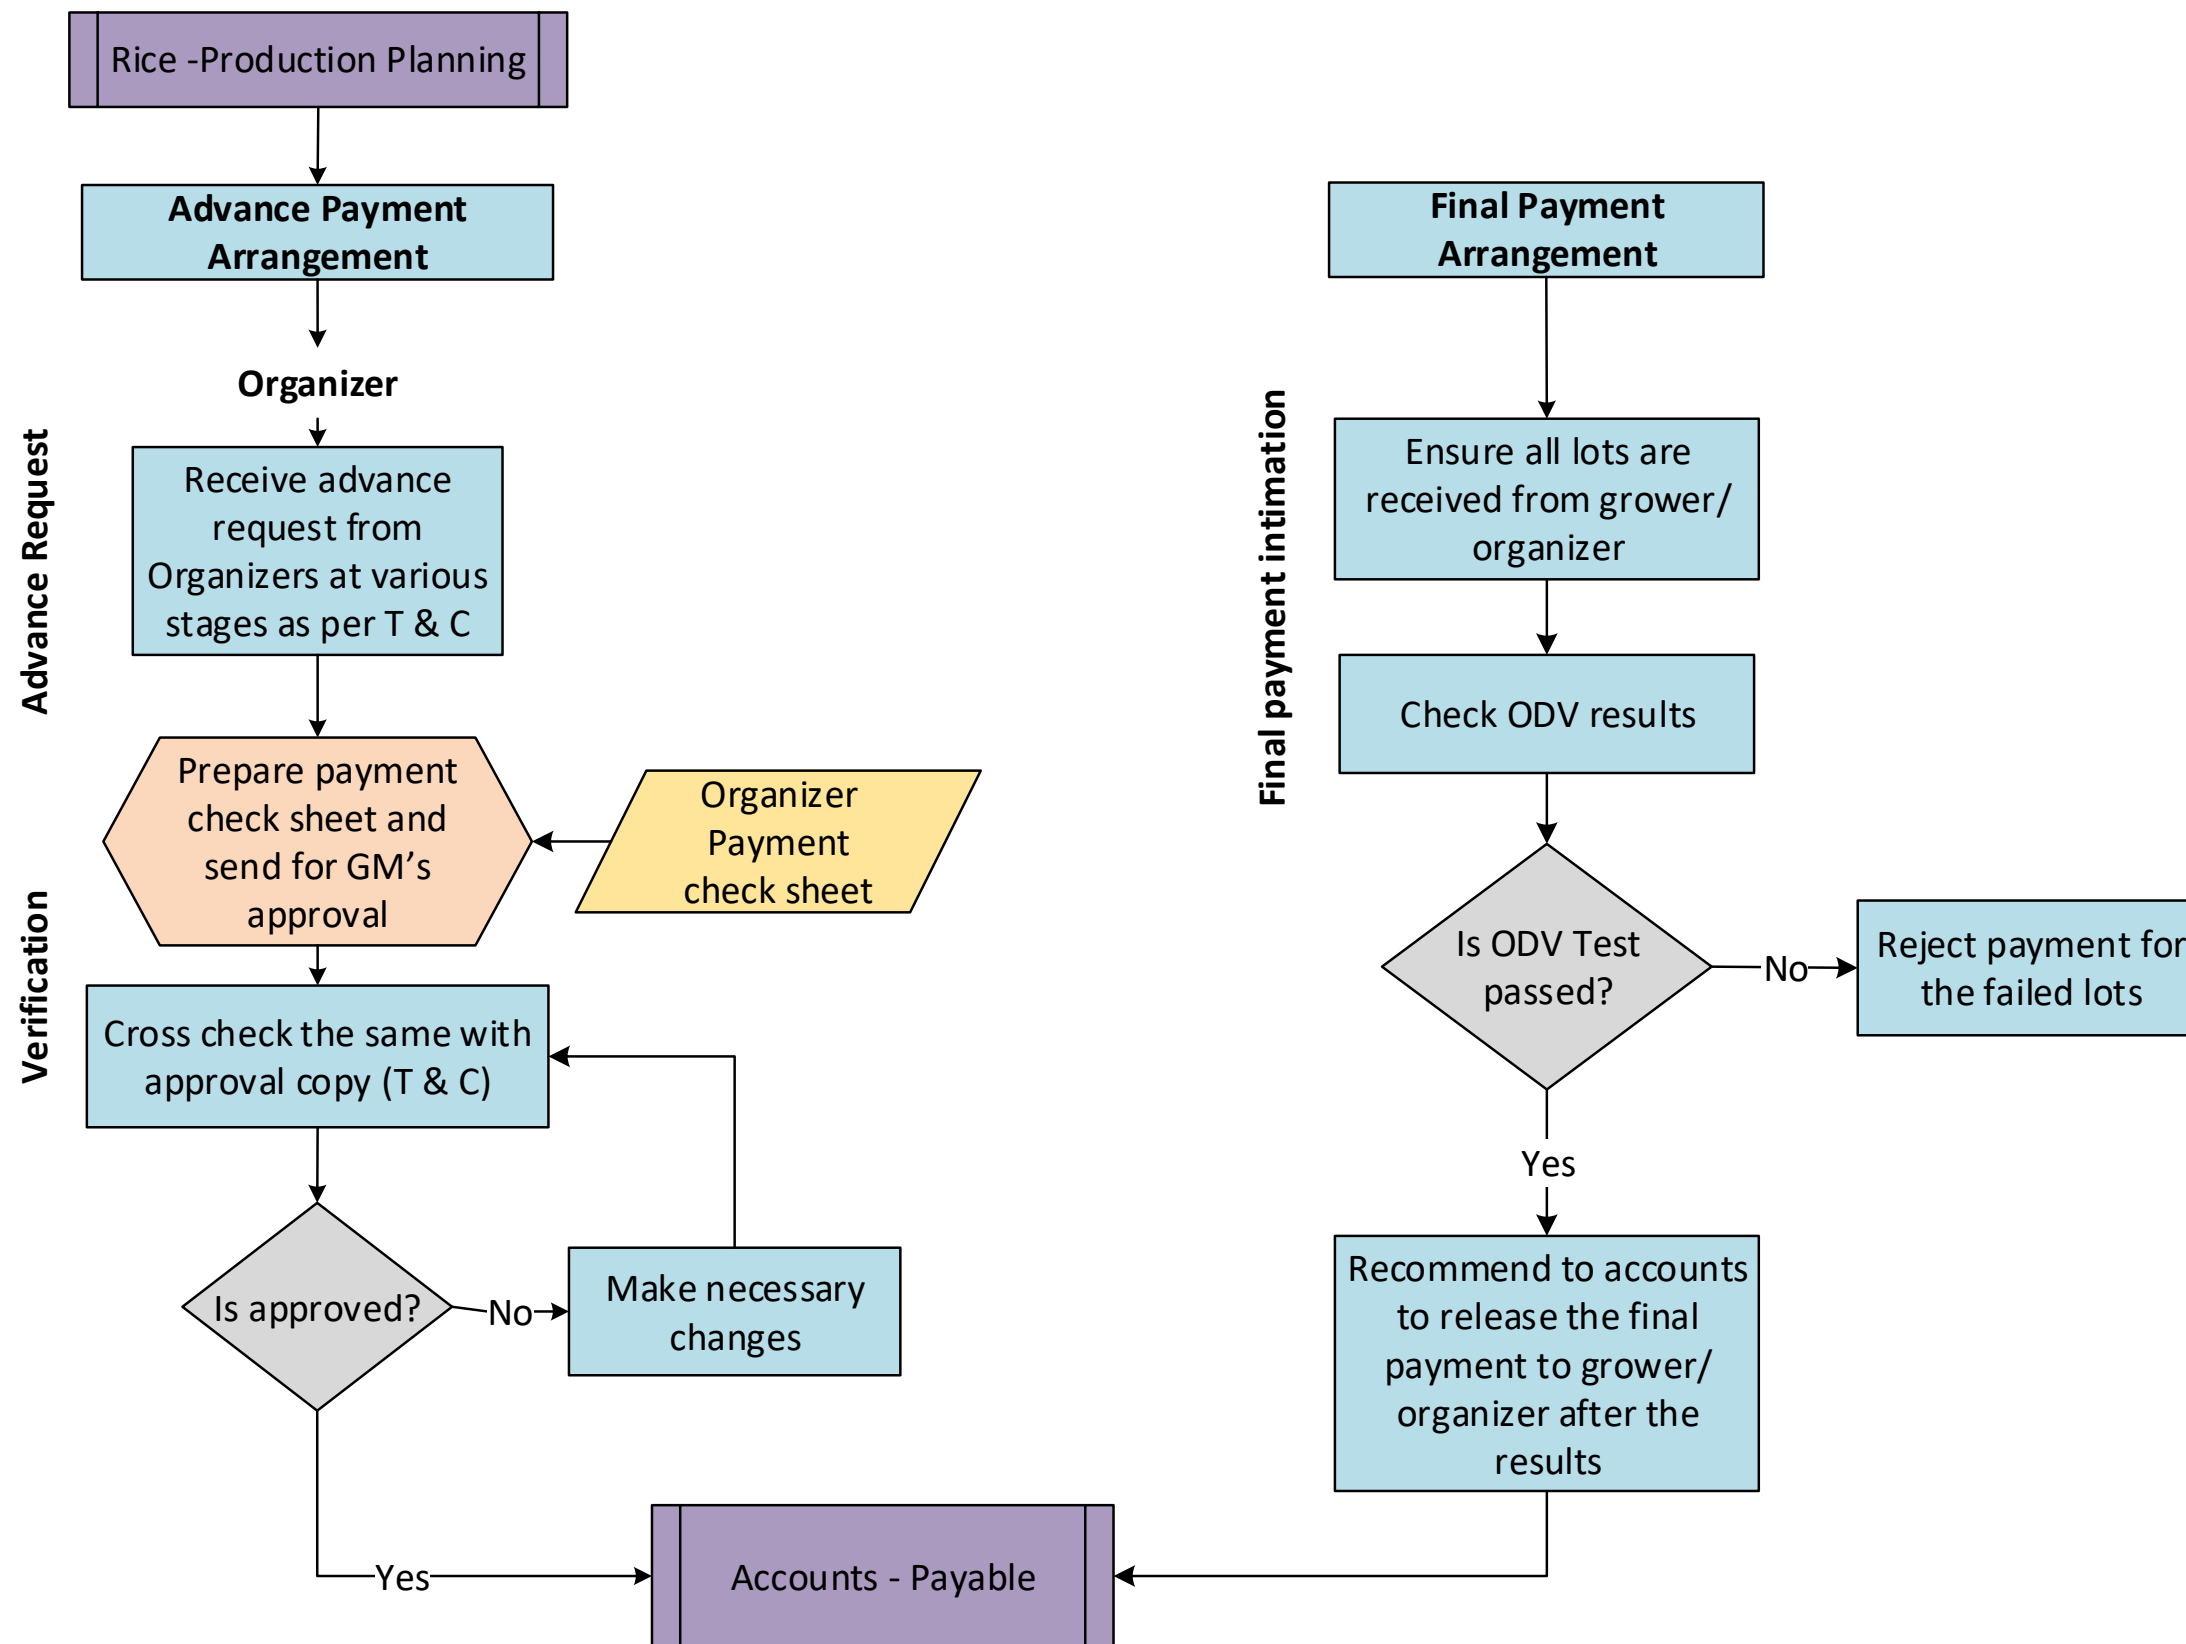 Rice -Production Planning
Advance Payment
Arrangement
Organizer
Advance Request
Receive advance
request from
Organizers at various
stages as per T & C
Prepare payment
check sheet and
send for GM’s
approval
Organizer
Payment
check sheet
Verification
Cross check the same with
approval copy (T & C)
Is approved?
No
Make necessary
changes
Yes
Accounts - Payable
Final Payment
Arrangement
Final payment intimation
Ensure all lots are
received from grower/
organizer
Check ODV results
Is ODV Test
passed?
No
Reject payment for
the failed lots
Yes
Recommend to accounts
to release the final
payment to grower/
organizer after the
results